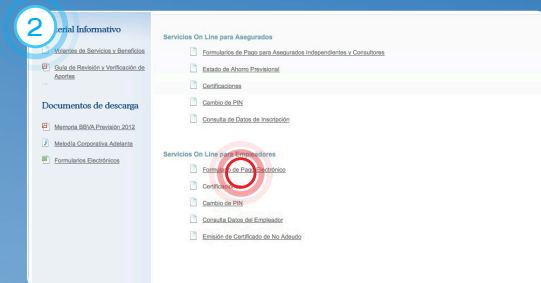 2
erial Informativo
Volantes de Servicios y Beneficios
Guía de Revisión y Verificación de
Aportes
Documentos de descarga
Memoria BBVA Previsión 2012
Melodía Corporativa Adelante
Formularios Electrónicos
Servicios On Line para Asegurados
Formularios de Pago para Asegurados Independientes y Consultores
Estado de Ahorro Previsional
Certificaciones
Cambio de PIN
Consulta de Datos de Inscripción
Servicios On Line para Empleadores
Formulario de Pago Electrónico
Certificaciones
Cambio de PIN
Consulta Datos del Empleador
Emisión de Certificado de No Adeudo